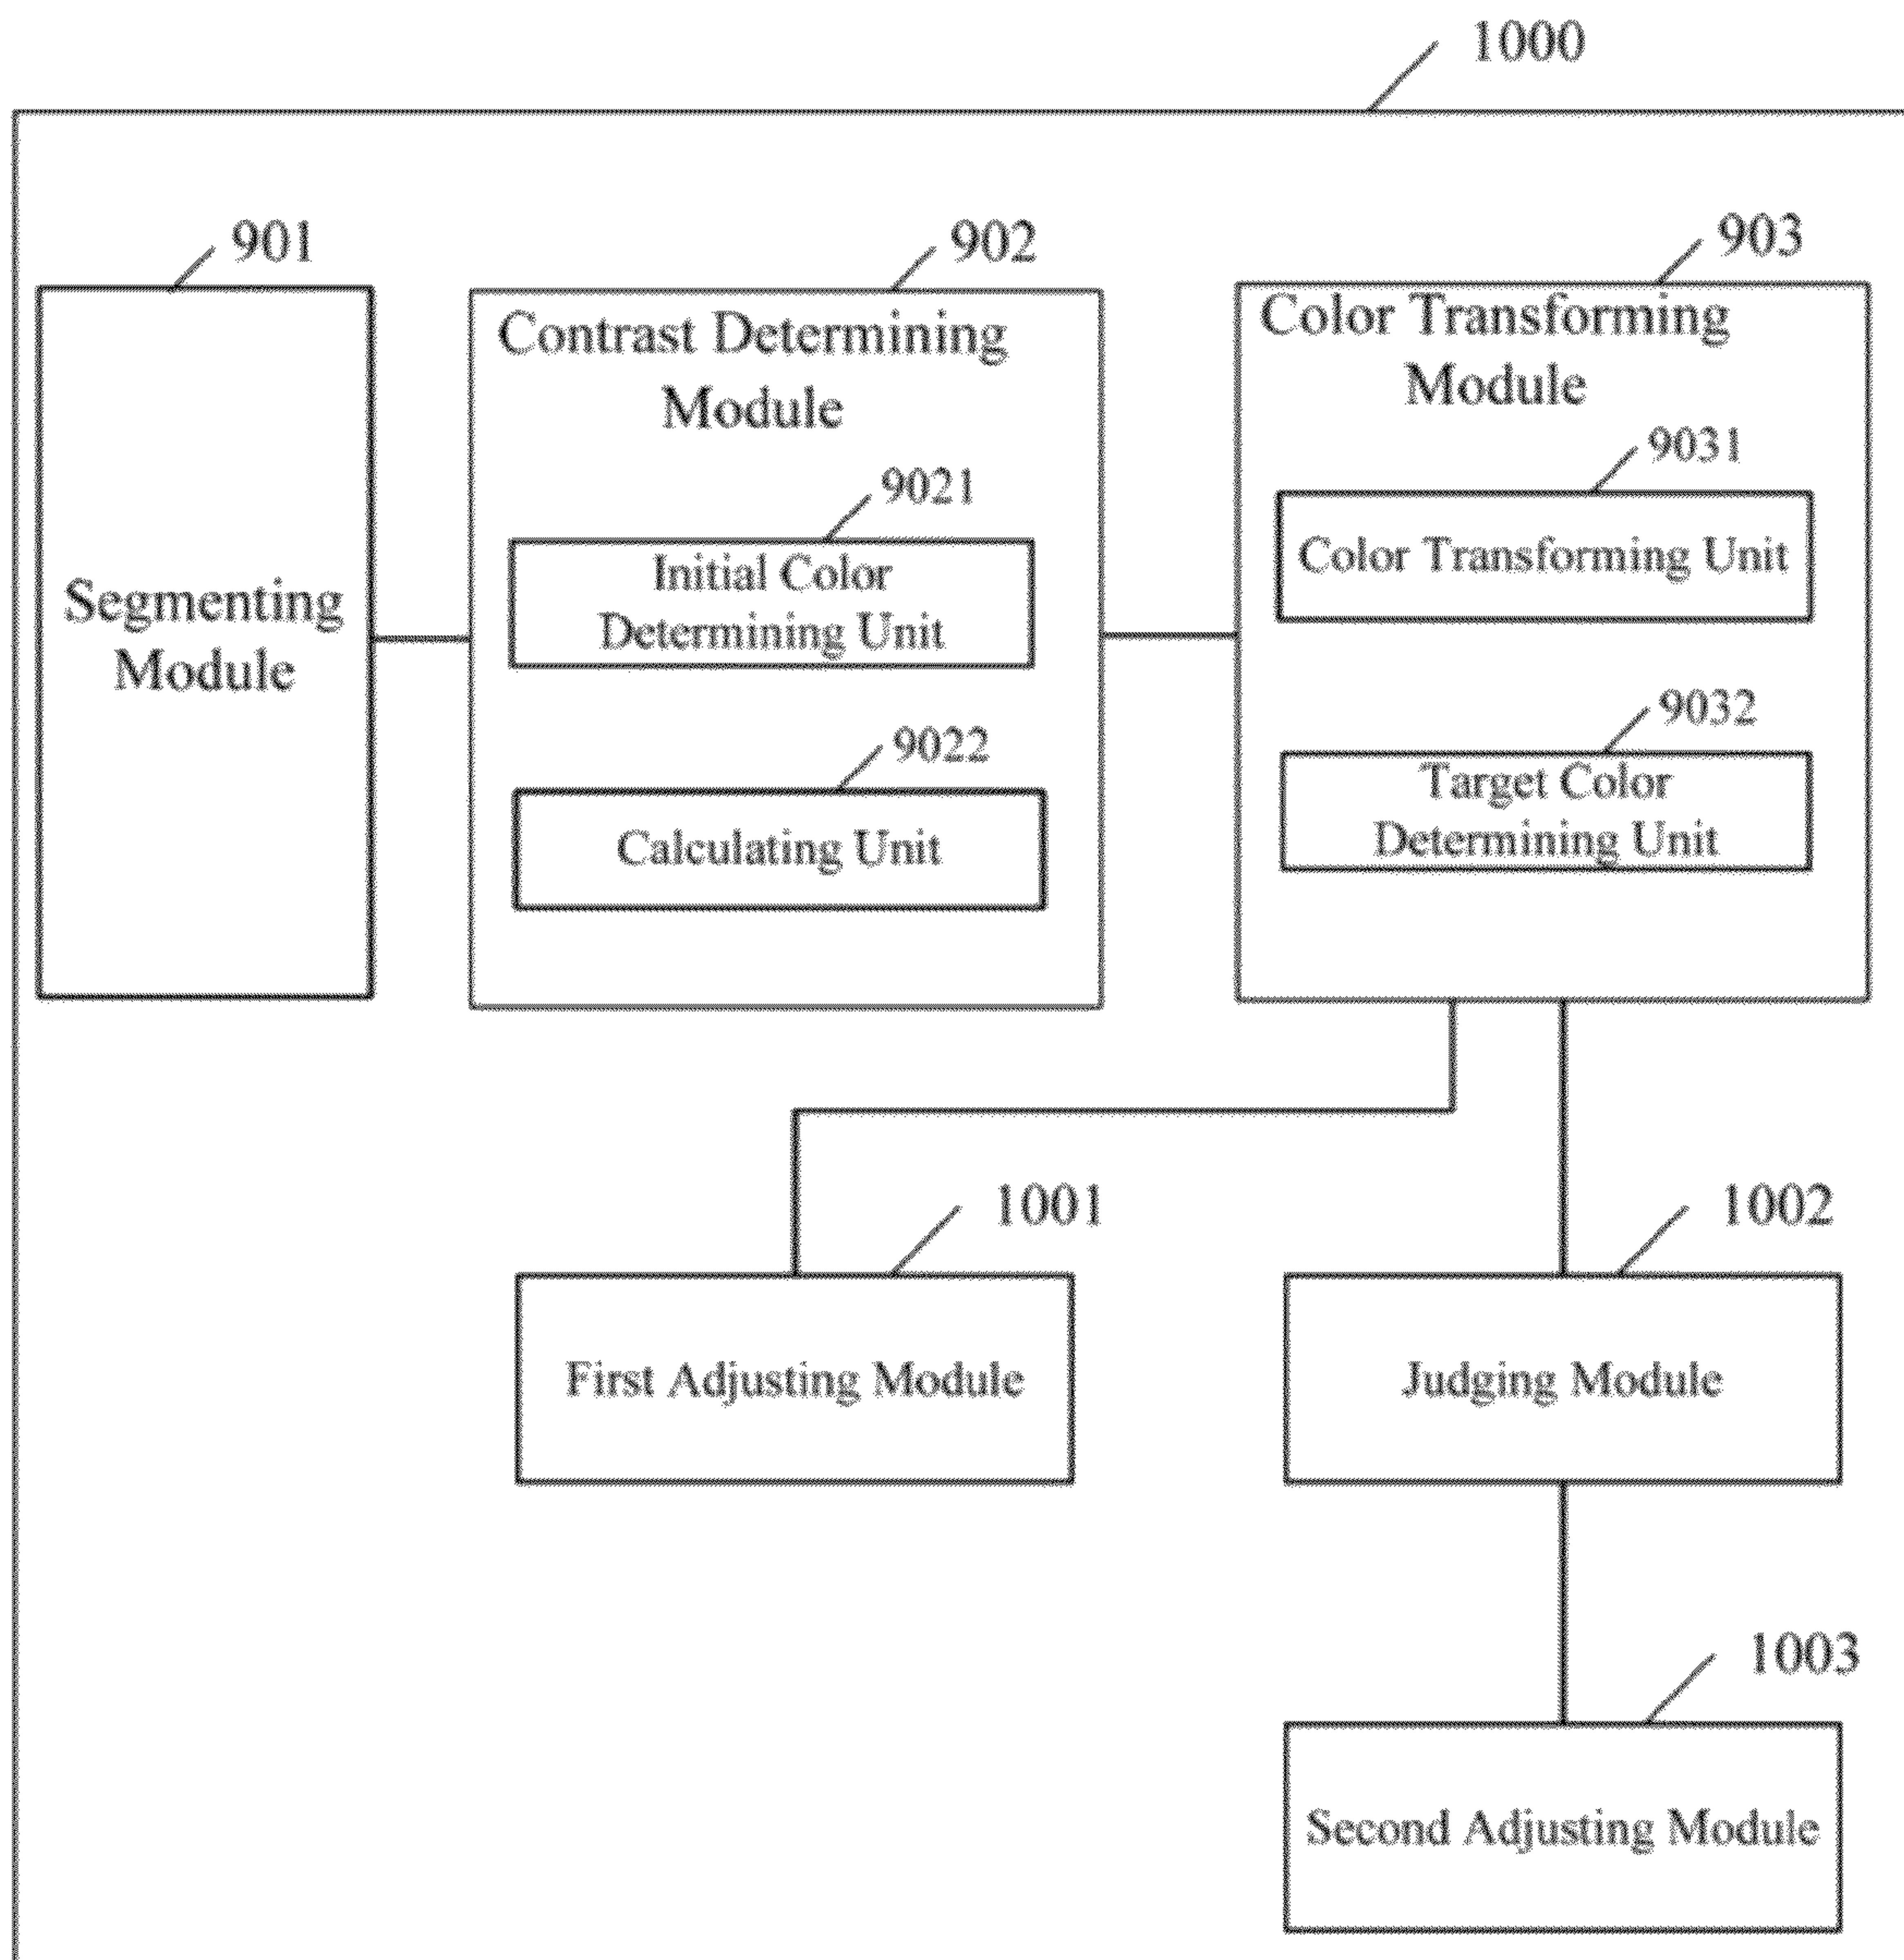 1000
901
902
903
Segmenting
Module
Contrast Determining
Module
9021
Initial Color
Determining Unit
9022
Calculating Unit
Color Transforming
Module
9031
Color Transforming Unit
9032
Target Color
Determining Unit
1001
First Adjusting Module
1002
Judging Module
1003
Second Adjusting Module